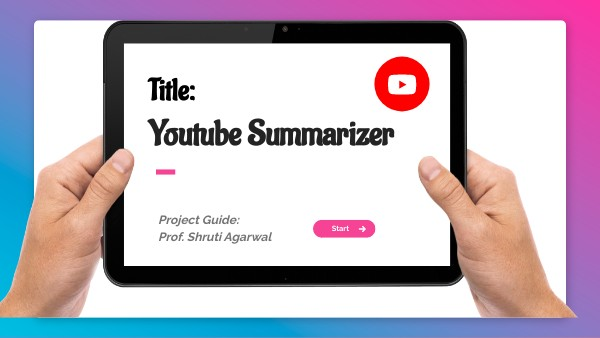 Title:
Youtube Summarizer
Project Guide:
Prof. Shruti Agarwal
Start